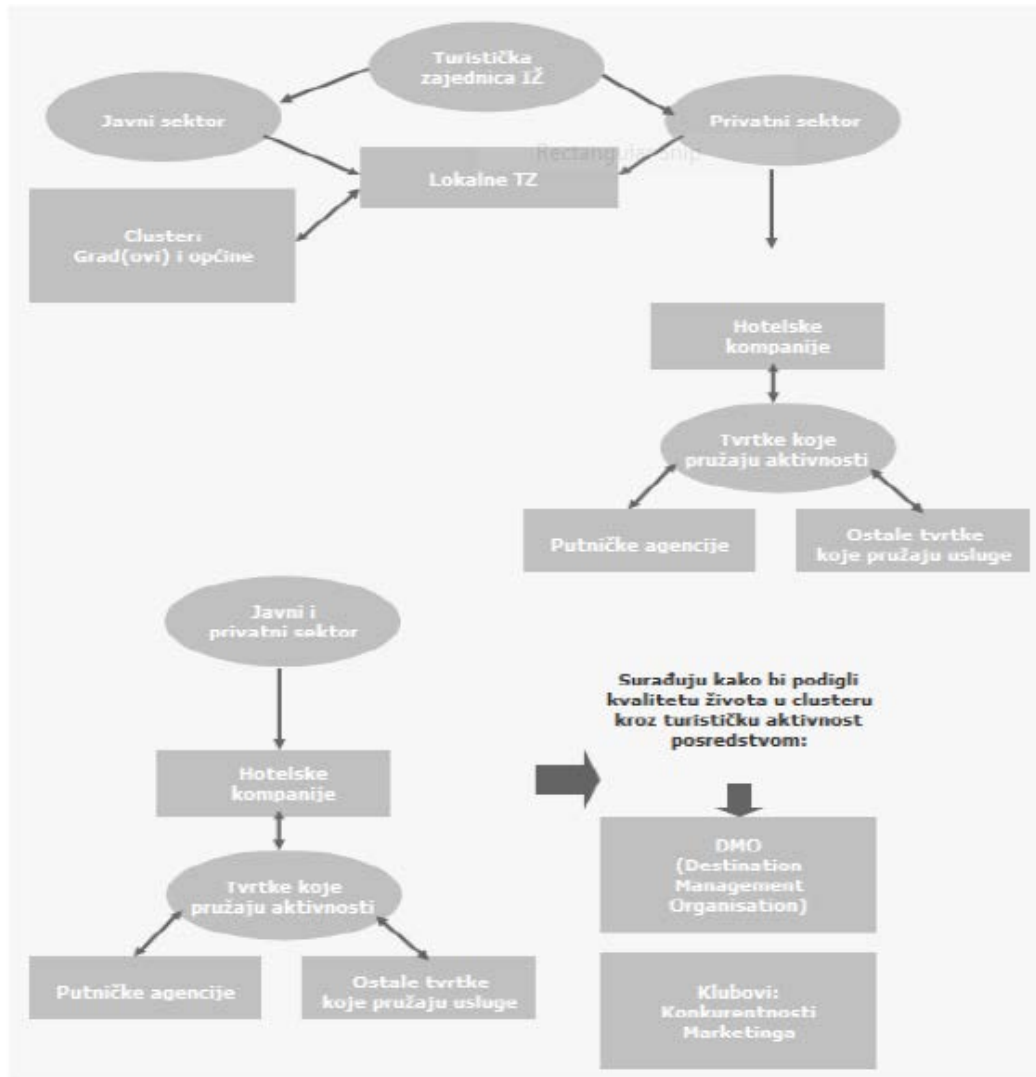 Turistička
zajednica IŽ
Javni sektor
Privatni sektor
Rectangular Snip
Lokalne TZ
Cluster:
Grad(ovi) i općine
Hotelske
kompanije
Tvrtke koje
pružaju aktivnosti
Putničke agencije
Ostale tvrtke
koje pružaju usluge
Javni i
privatni sektor
Hotelske
kompanije
Tvrtke koje
pružaju aktivnosti
Putničke agencije
Ostale tvrtke
koje pružaju usluge
Surađuju kako bi podigli
kvalitetu života u clusteru
kroz turističku aktivnost
posredstvom:
DMO
(Destination
Management
Organisation)
Klubovi:
Konkurentnosti
Marketinga